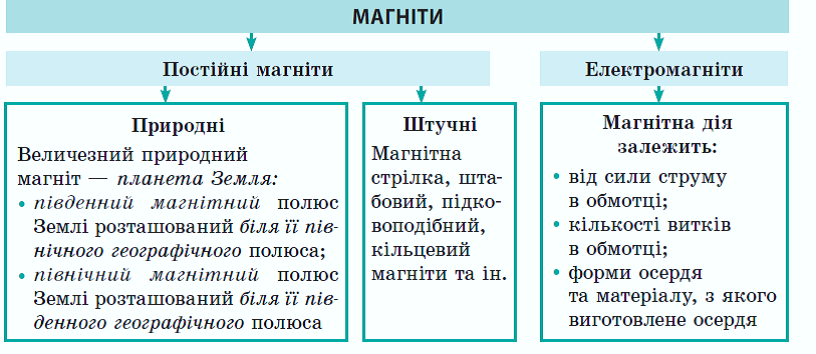 МАГНІТИ
Постійні магніти
Електромагніти
Природні
Величезний природний
магніт — планета Земля:
• південний магнітний полюс
Землі розташований біля її пів-
нічного географічного полюса;
• північний магнітний полюс
Землі розташований біля її пів-
денного географічного полюса
Штучні
Магнітна
стрілка, шта-
бовий, підко-
воподібний,
кільцевий
магніти та ін.
Магнітна дія
залежить:
• від сили струму
в обмотці;
• кількості витків
в обмотці;
• форми осердя
та матеріалу, з якого
виготовлене осердя